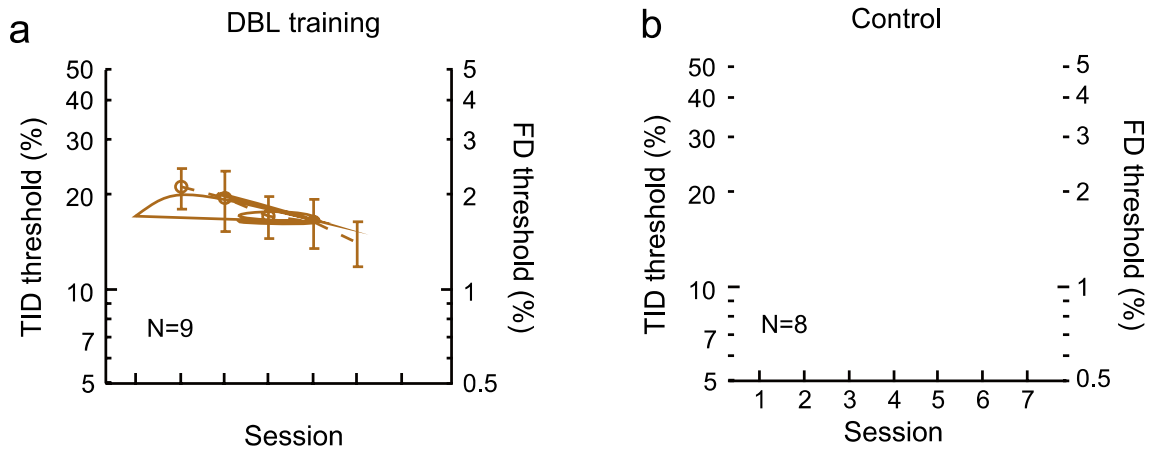 a
DBL training
TID threshold (%)
50
40
30
20
10
7
5
5
4
3
2
1
0.5
FD threshold (%)
N=9
Session
b
Control
TID threshold (%)
50
40
30
20
10
7
5
5
4
3
2
1
0.5
FD threshold (%)
N=8
1 2 3 4 5 6 7
Session